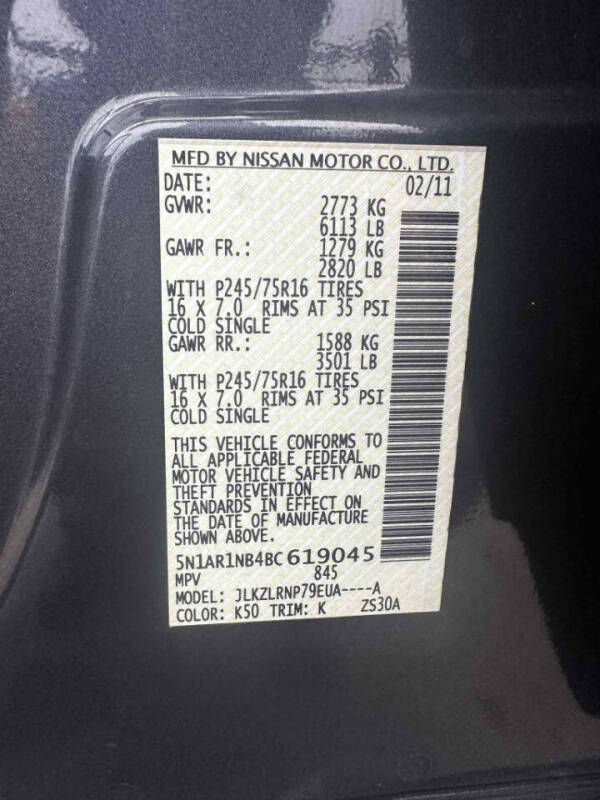 MFD BY NISSAN MOTOR CO., LTD.
DATE: 02/11
GVWR: 2773 KG
6113 LB
GAWR FR.: 1279 KG
2820 LB
WITH P245/75R16 TIRES
16 X 7.0 RIMS AT 35 PSI
COLD SINGLE
GAWR RR.: 1588 KG
3501 LB
WITH P245/75R16 TIRES
16 X 7.0 RIMS AT 35 PSI
COLD SINGLE
THIS VEHICLE CONFORMS TO
ALL APPLICABLE FEDERAL
MOTOR VEHICLE SAFETY AND
THEFT PREVENTION
STANDARDS IN EFFECT ON
THE DATE OF MANUFACTURE
SHOWN ABOVE.
5N1AR1NB4BC619045
MPV 845
MODEL: JLKZLRNP79EUA----A
COLOR: K50 TRIM: K ZS30A